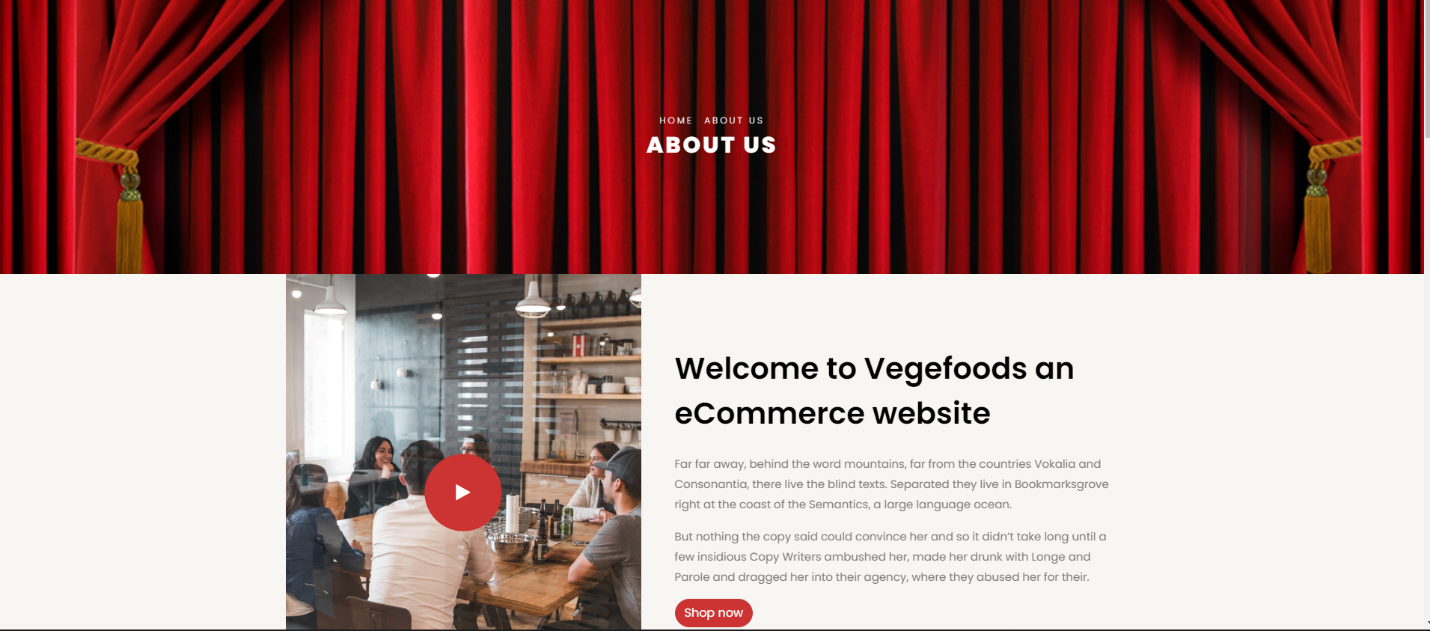 HOME ABOUT US
ABOUT US
Welcome to Vegefoods an
eCommerce website
Far far away, behind the word mountains, far from the countries Vokalia and
Consonantia, there live the blind texts. Separated they live in Bookmarksgrove
right at the coast of the Semantics, a large language ocean.
But nothing the copy said could convince her and so it didn't take long until a
few insidious Copy Writers ambushed her, made her drunk with Longe and
Parole and dragged her into their agency, where they abused her for their.
Shop now